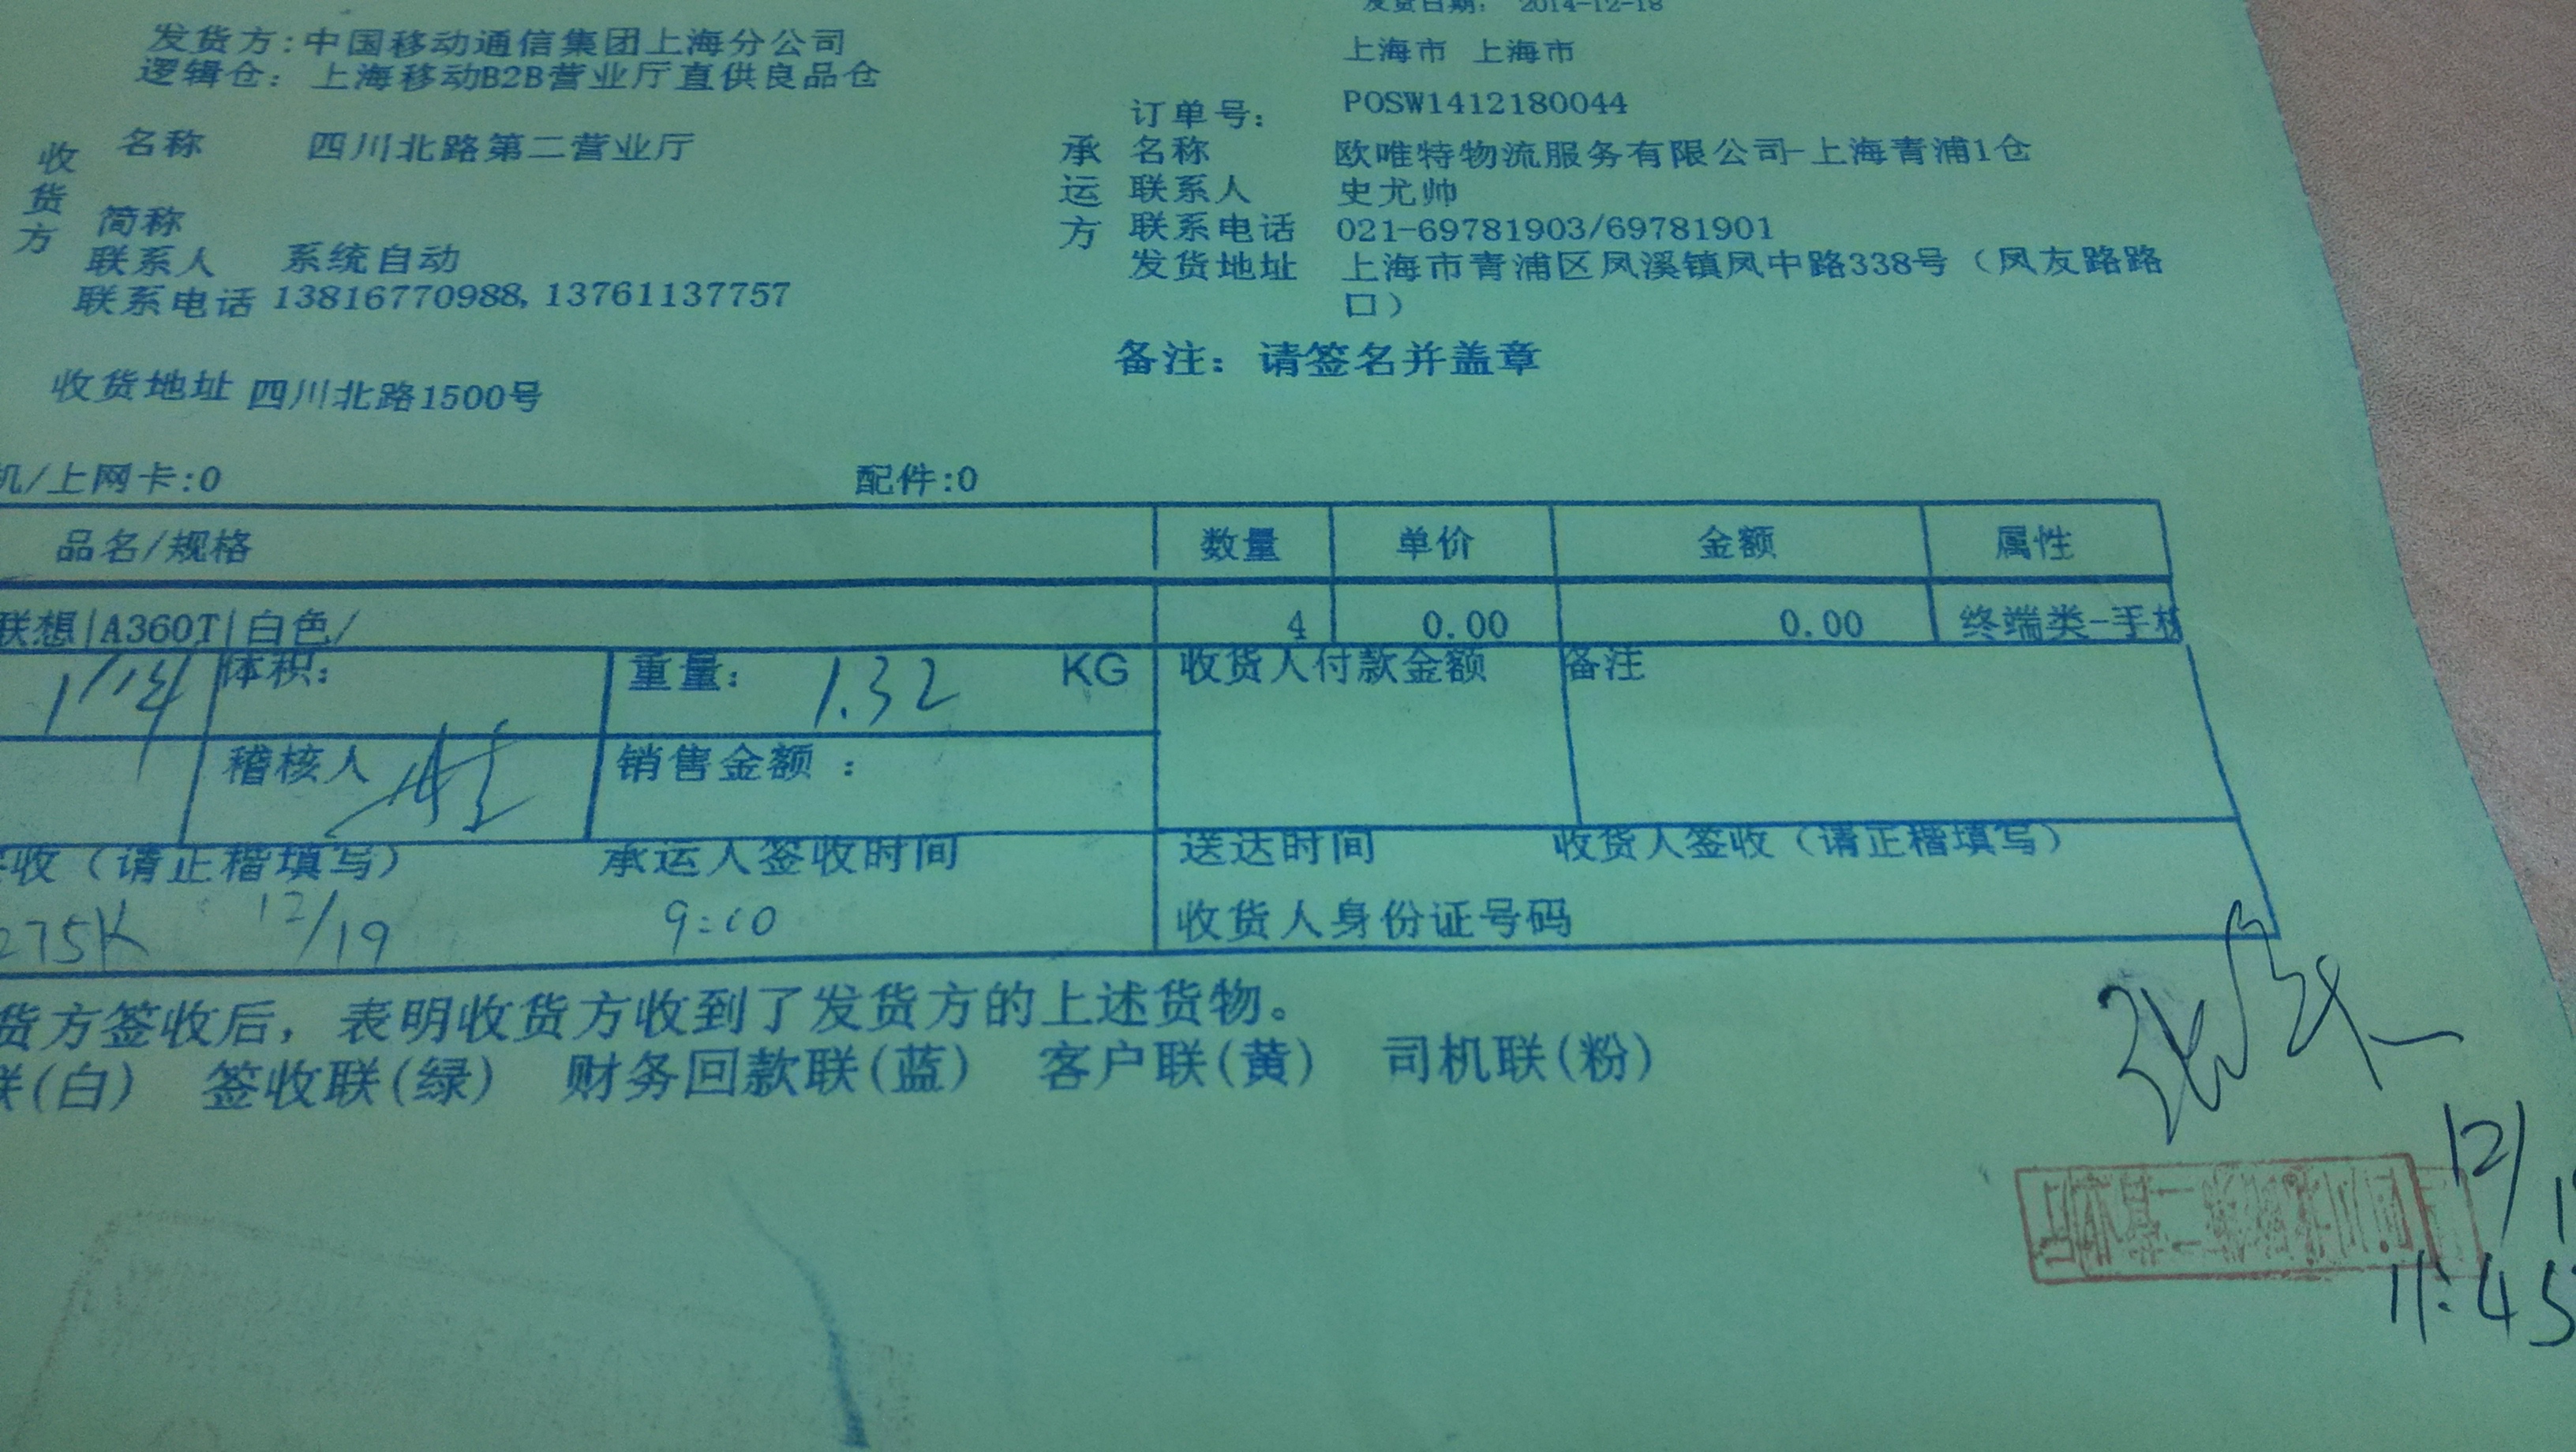 发货日期: 2014-12-18
发货方:中国移动通信集团上海分公司
上海市 上海市
逻辑仓: 上海移动B2B营业厅直供良品仓
订单号: POSW1412180044
收货方
名称 四川北路第二营业厅
简称
联系人 系统自动
联系电话 13816770988, 13761137757
收货地址 四川北路1500号
承运方
名称 欧唯特物流服务有限公司-上海青浦1仓
联系人 史尤帅
联系电话 021-69781903/69781901
发货地址 上海市青浦区凤溪镇凤中路338号（凤友路路
口）
备注: 请签名并盖章
机/上网卡:0 配件:0
品名/规格 数量 单价 金额 属性
联想|A360T|白色/ 4 0.00 0.00 终端类-手机
体积: 重量: 1.32 KG 收货人付款金额 备注
稽核人 销售金额 :
签收（请正楷填写） 承运人签收时间 送达时间 收货人签收（请正楷填写）
275K 12/19 9:10 收货人身份证号码
货方签收后，表明收货方收到了发货方的上述货物。
联(白) 签收联(绿) 财务回款联(蓝) 客户联(黄) 司机联(粉)
12/1
11:45